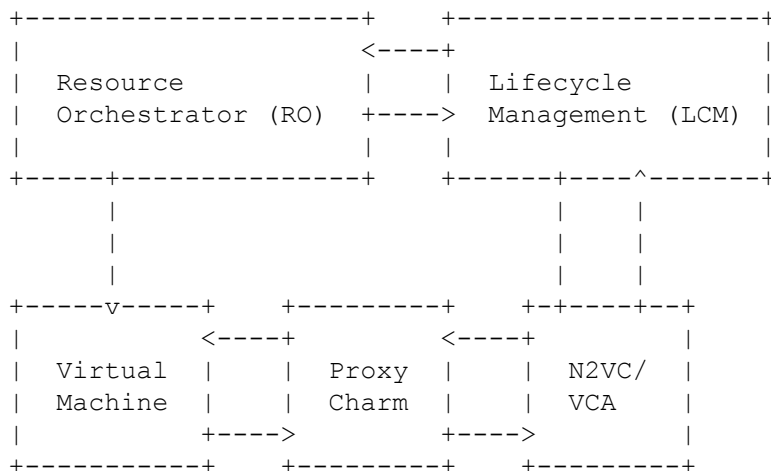 Resource
Orchestrator (RO)
Lifecycle
Management (LCM)
Virtual
Machine
Proxy
Charm
N2VC/
VCA